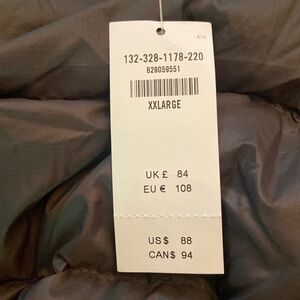 132-328-1178-220
628059551
XXLARGE
UK £ 84
EU € 108
US $ 88
CAN$ 94